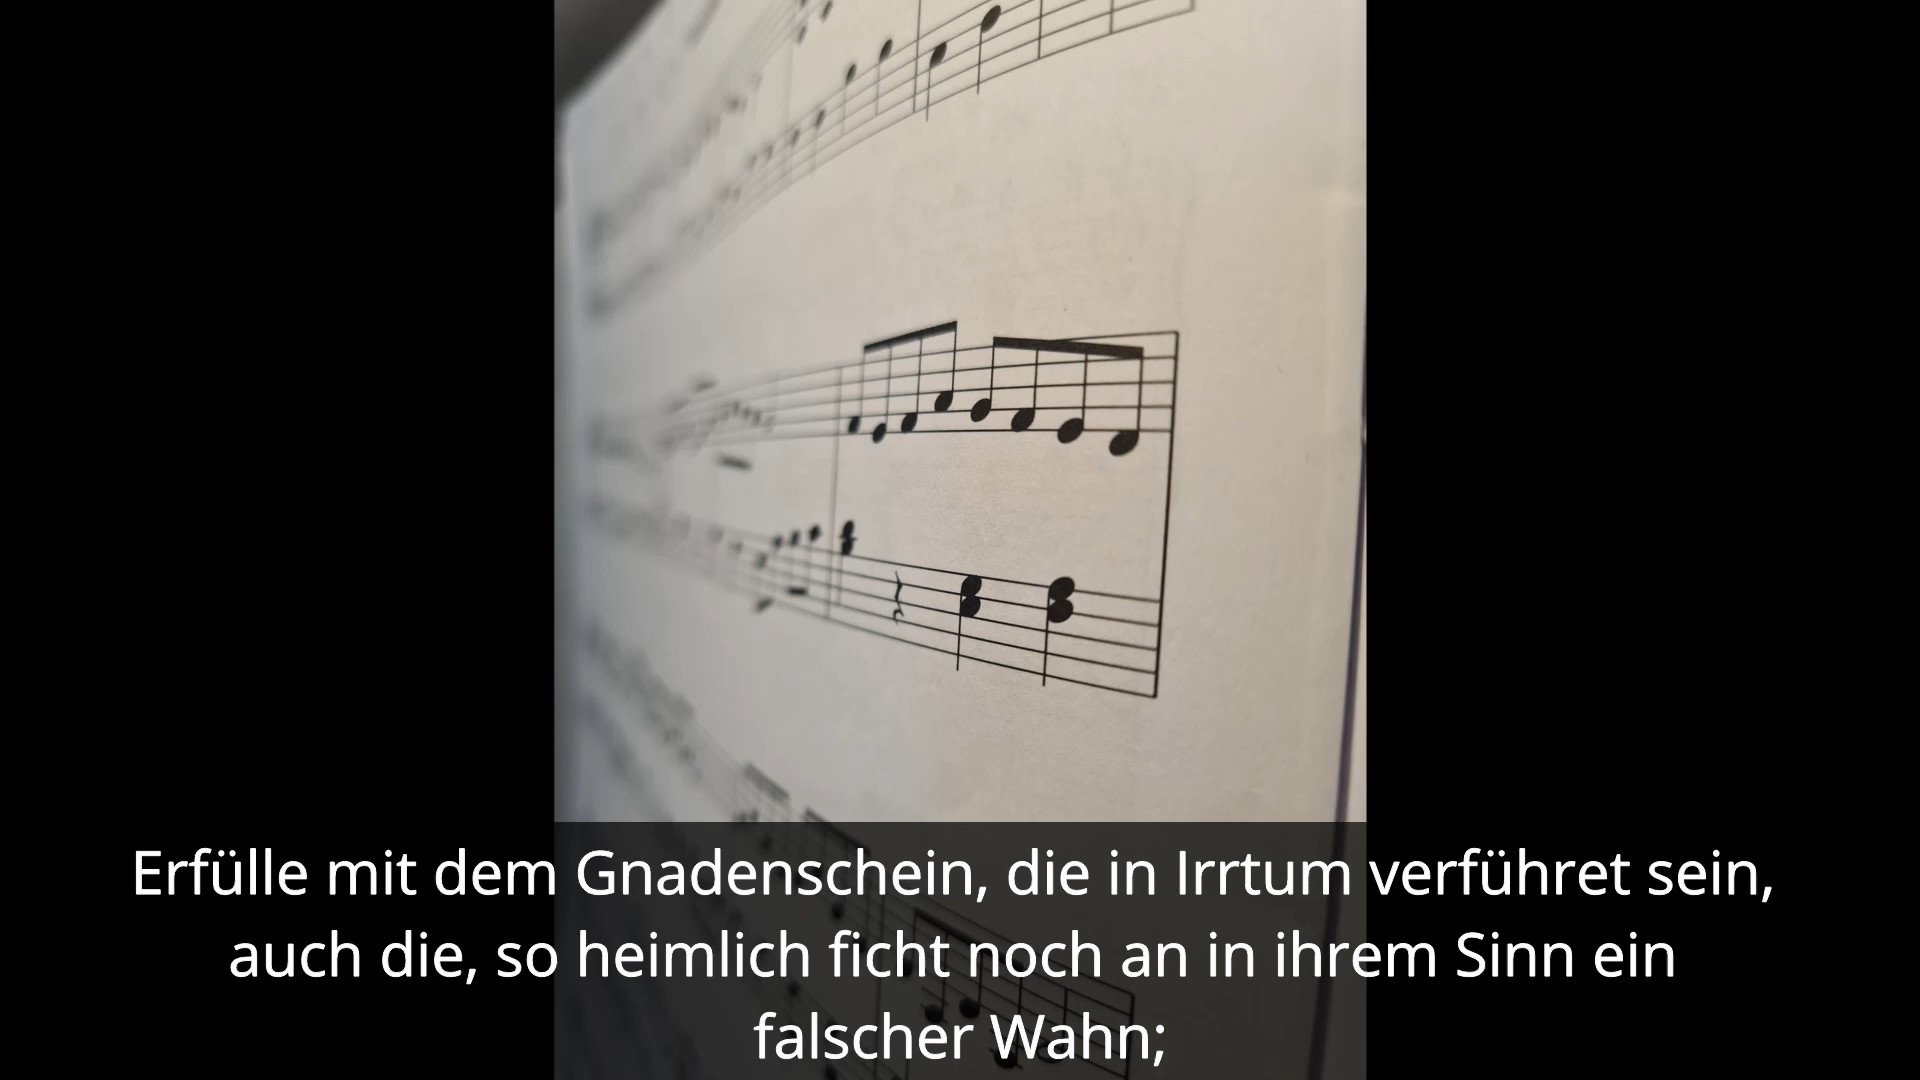 Erfülle mit dem Gnadenschein, die in Irrtum verführet sein,
auch die, so heimlich ficht noch an in ihrem Sinn ein
falscher Wahn;